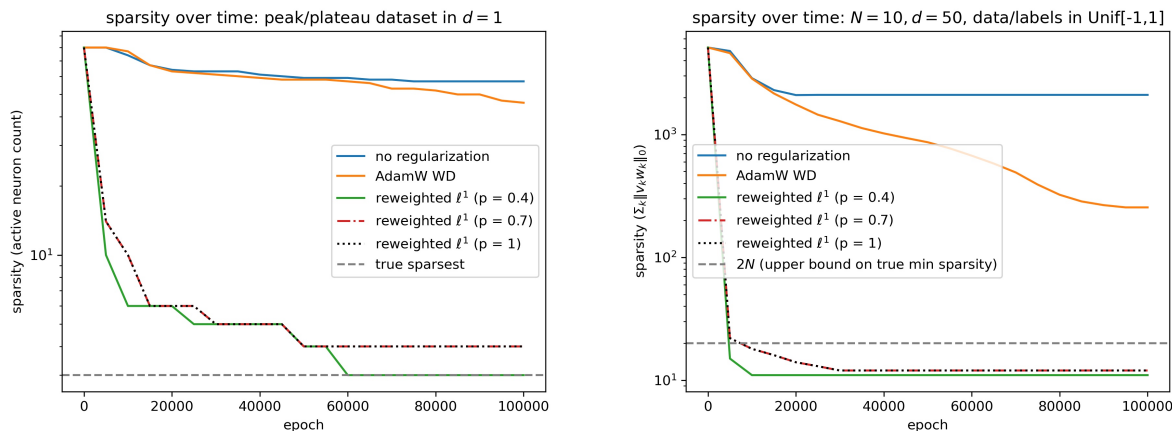 sparsity over time: peak/plateau dataset in d = 1
sparsity (active neuron count)
10¹
no regularization
AdamW WD
reweighted ℓ¹ (p = 0.4)
reweighted ℓ¹ (p = 0.7)
reweighted ℓ¹ (p = 1)
true sparsest
0 20000 40000 60000 80000 100000
epoch
sparsity over time: N = 10, d = 50, data/labels in Unif[-1,1]
sparsity (Σₖ‖vₖwₖ‖₀)
10³
10²
10¹
no regularization
AdamW WD
reweighted ℓ¹ (p = 0.4)
reweighted ℓ¹ (p = 0.7)
reweighted ℓ¹ (p = 1)
2N (upper bound on true min sparsity)
0 20000 40000 60000 80000 100000
epoch